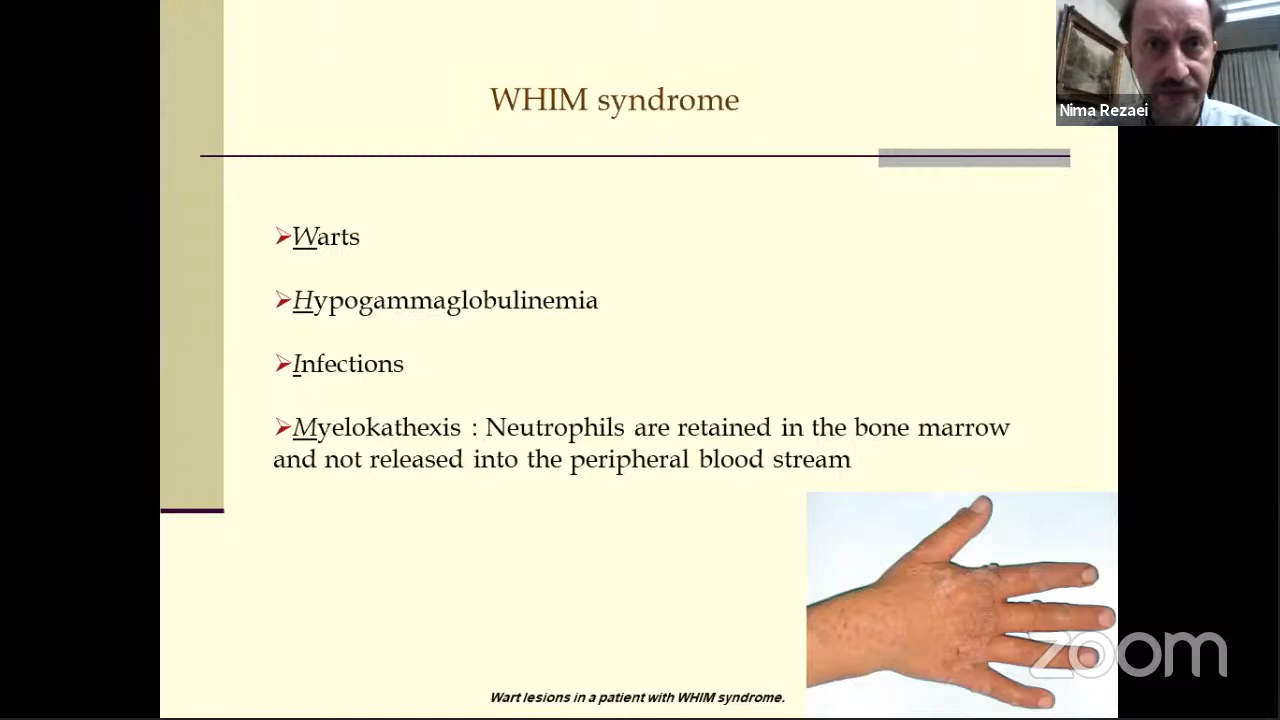 WHIM syndrome
Nima Rezaei
➢Warts
➢Hypogammaglobulinemia
➢Infections
➢Myelokathexis : Neutrophils are retained in the bone marrow
and not released into the peripheral blood stream
zoom
Wart lesions in a patient with WHIM syndrome.